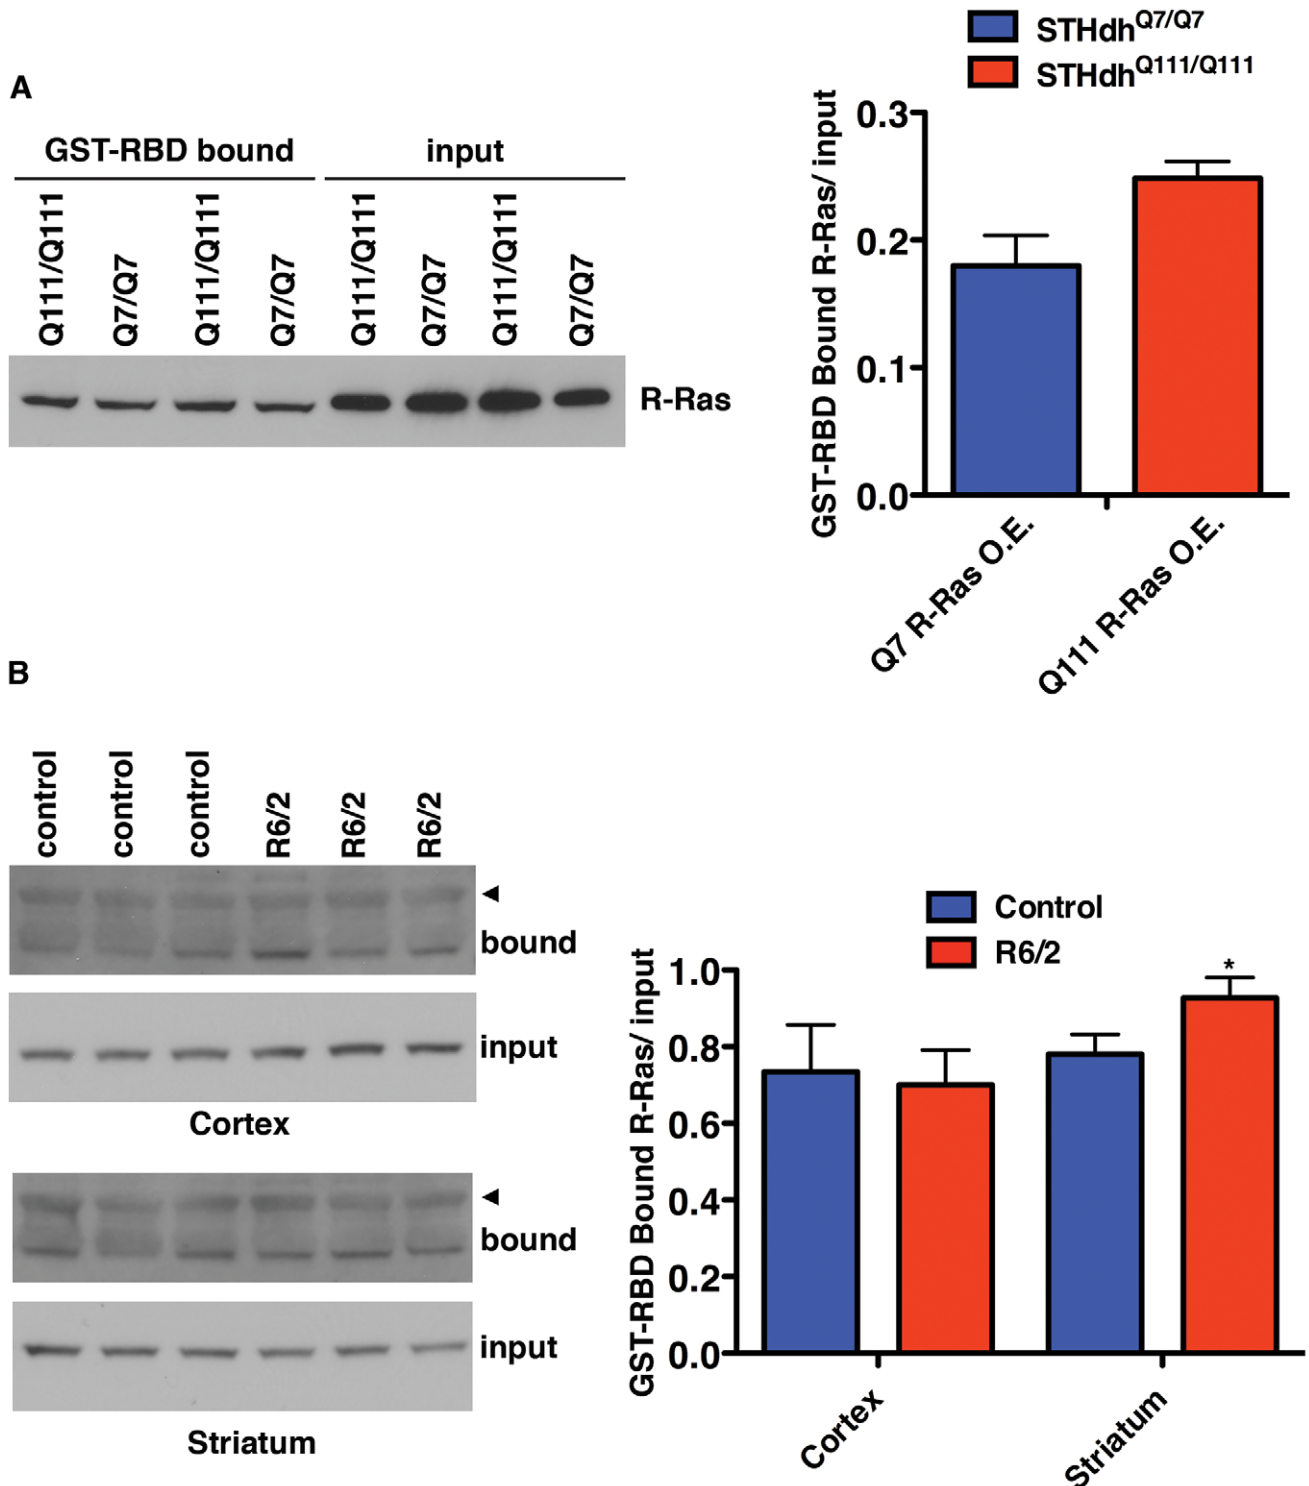 A
GST-RBD bound
input
Q111/Q111
Q7/Q7
Q111/Q111
Q7/Q7
Q111/Q111
Q7/Q7
Q111/Q111
Q7/Q7
R-Ras
STHdhQ7/Q7
STHdhQ111/Q111
GST-RBD Bound R-Ras/ input
0.3
0.2
0.1
0.0
Q7 R-Ras O.E.
Q111 R-Ras O.E.
B
control
control
control
R6/2
R6/2
R6/2
bound
input
Cortex
bound
input
Striatum
Control
R6/2
GST-RBD Bound R-Ras/ input
1.0
0.8
0.6
0.4
0.2
0.0
*
Cortex
Striatum